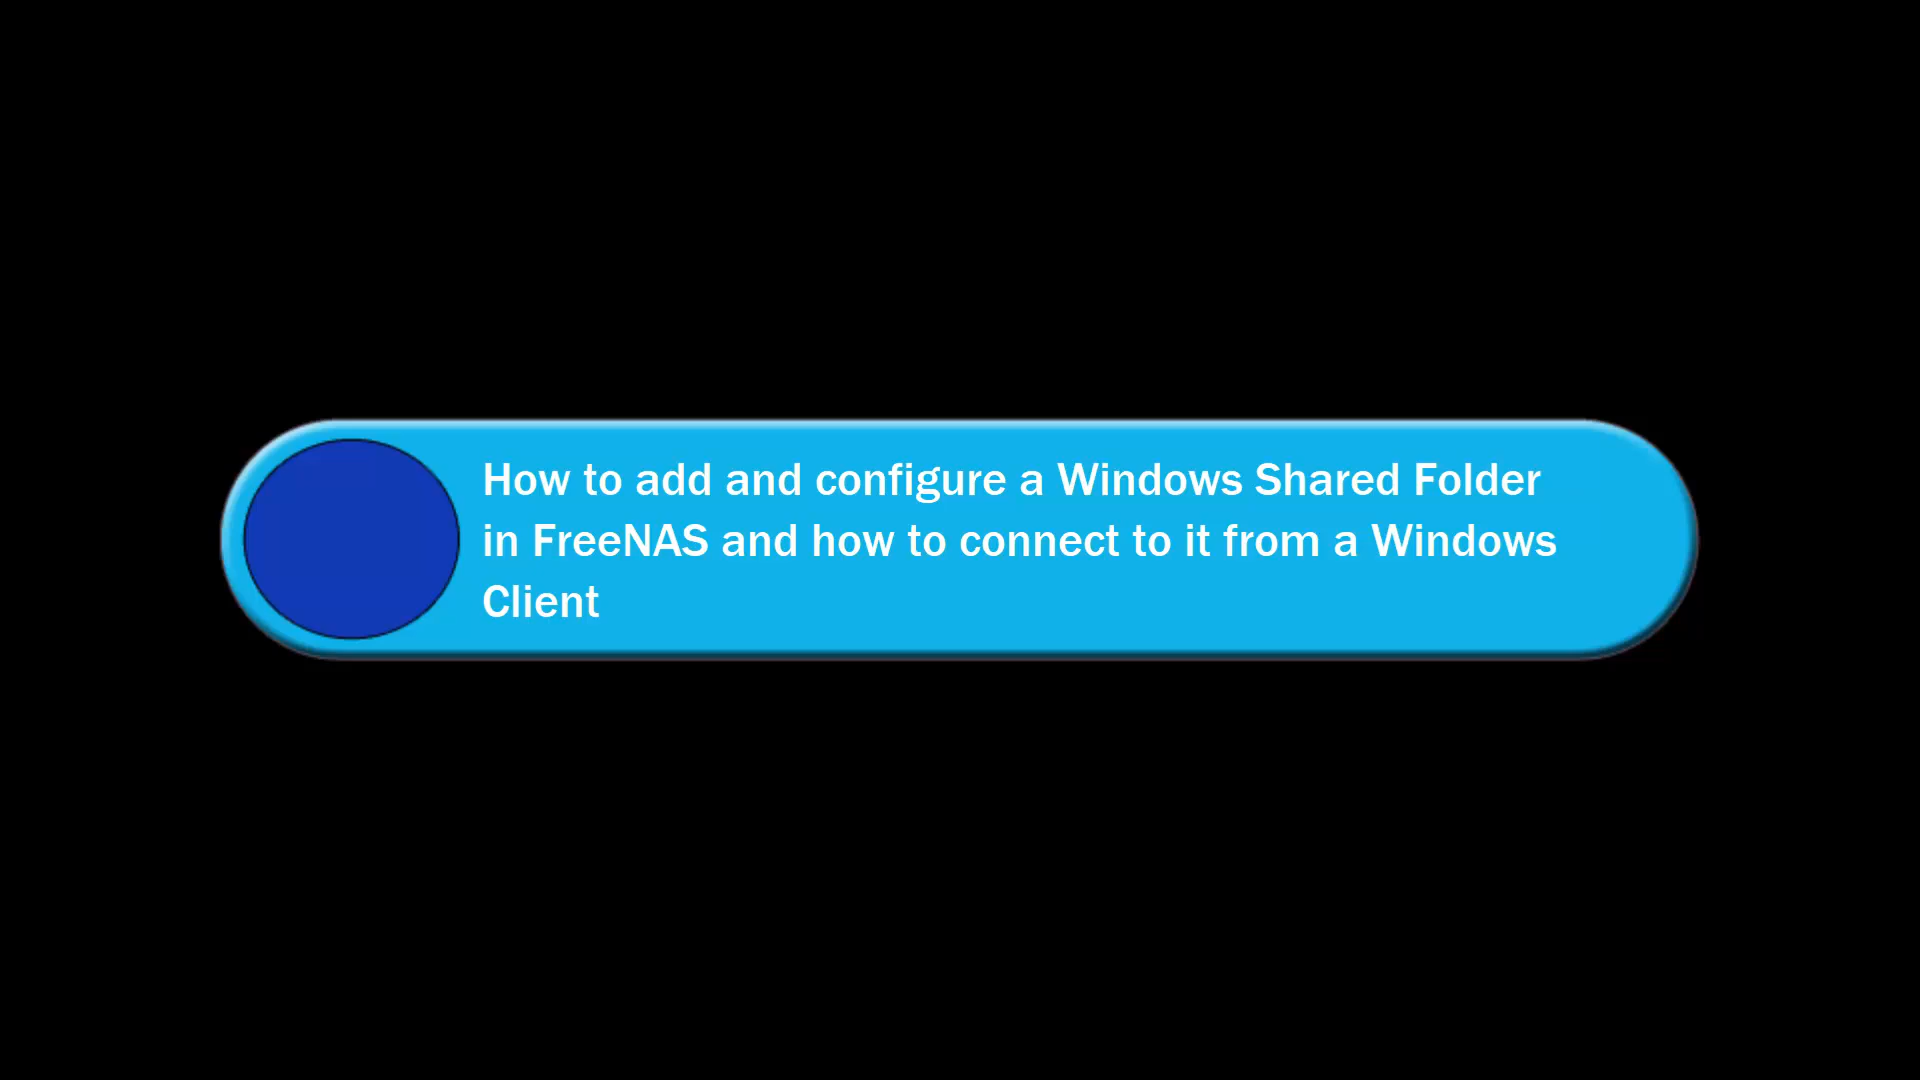 How to add and configure a Windows Shared Folder
in FreeNAS and how to connect to it from a Windows
Client